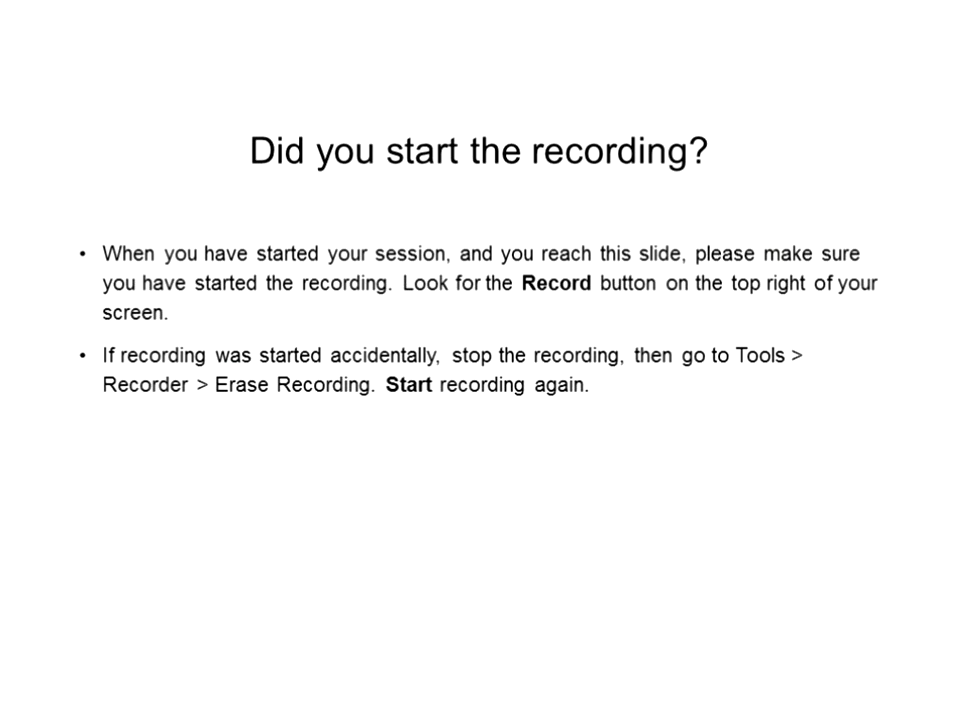 Did you start the recording?
• When you have started your session, and you reach this slide, please make sure
you have started the recording. Look for the Record button on the top right of your
screen.
• If recording was started accidentally, stop the recording, then go to Tools >
Recorder > Erase Recording. Start recording again.